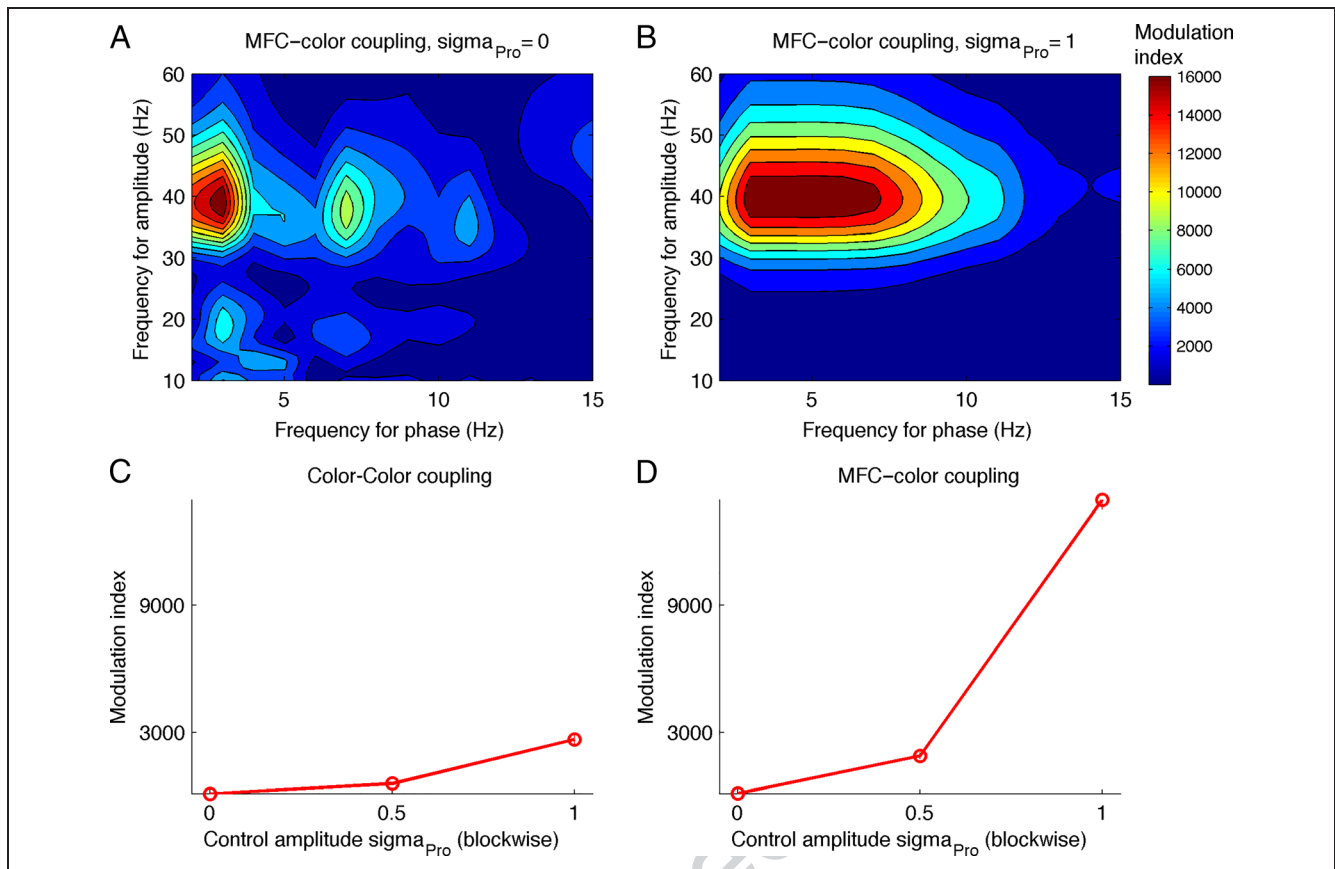 A
MFC−color coupling, sigmaPro= 0
B
MFC−color coupling, sigmaPro= 1
Modulation
index
Frequency for amplitude (Hz)
60
50
40
30
20
10
5
10
15
Frequency for phase (Hz)
Frequency for amplitude (Hz)
60
50
40
30
20
10
5
10
15
Frequency for phase (Hz)
16000
14000
12000
10000
8000
6000
4000
2000
C
Color-Color coupling
Modulation index
9000
3000
0
0.5
1
Control amplitude sigmaPro (blockwise)
D
MFC−color coupling
Modulation index
9000
3000
0
0.5
1
Control amplitude sigmaPro (blockwise)